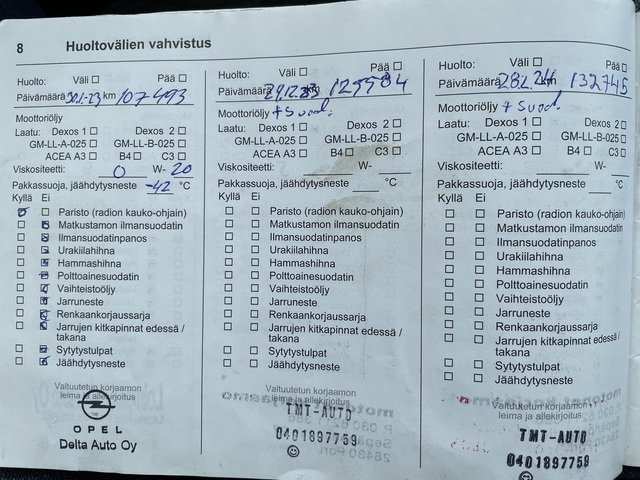 8 Huoltovälien vahvistus
Huolto: Väli ☐ Pää ☐
Päivämäärä 30.1.-23 km 107493
Moottoriöljy
Laatu: Dexos 1 ☐ Dexos 2 ☐
GM-LL-A-025 ☐ GM-LL-B-025 ☐
ACEA A3 ☐ B4 ☐ C3 ☐
Viskositeetti: 0 W- 20
Pakkassuoja, jäähdytysneste -42 °C
Kyllä Ei
Paristo (radion kauko-ohjain)
Matkustamon ilmansuodatin
Ilmansuodatinpanos
Urakiilahihna
Hammashihna
Polttoainesuodatin
Vaihteistoöljy
Jarruneste
Renkaankorjaussarja
Jarrujen kitkapinnat edessä /
takana
Sytytystulpat
Jäähdytysneste
Valtuutetun korjaamon
leima ja allekirjoitus
OPEL
Delta Auto Oy
Huolto: Väli ☐ Pää ☐
Päivämäärä 29.12.23 km
Moottoriöljy + Suod.
Laatu: Dexos 1 ☐ Dexos 2 ☐
GM-LL-A-025 ☐ GM-LL-B-025 ☐
ACEA A3 ☐ B4 ☐ C3 ☐
Viskositeetti: W-
Pakkassuoja, jäähdytysneste °C
Kyllä Ei
☐ ☐ Paristo (radion kauko-ohjain)
☐ ☐ Matkustamon ilmansuodatin
☐ ☐ Ilmansuodatinpanos
☐ ☐ Urakiilahihna
☐ ☐ Hammashihna
☐ ☐ Polttoainesuodatin
☐ ☐ Vaihteistoöljy
☐ ☐ Jarruneste
☐ ☐ Renkaankorjaussarja
☐ ☐ Jarrujen kitkapinnat edessä /
takana
☐ ☐ Sytytystulpat
☐ ☐ Jäähdytysneste
Valtuutetun korjaamon
leima ja allekirjoitus
TMT-AUTO
0401897759
Huolto: Väli ☐ Pää ☐
Päivämäärä km 132745
Moottoriöljy + Suod.
Laatu: Dexos 1 ☐ Dexos 2 ☐
GM-LL-A-025 ☐ GM-LL-B-025 ☐
ACEA A3 ☐ B4 ☐ C3 ☐
Viskositeetti: W-
Pakkassuoja, jäähdytysneste °C
Kyllä Ei
☐ ☐ Paristo (radion kauko-ohjain)
☐ ☐ Matkustamon ilmansuodatin
☐ ☐ Ilmansuodatinpanos
☐ ☐ Urakiilahihna
☐ ☐ Hammashihna
☐ ☐ Polttoainesuodatin
☐ ☐ Vaihteistoöljy
☐ ☐ Jarruneste
☐ ☐ Renkaankorjaussarja
☐ ☐ Jarrujen kitkapinnat edessä /
takana
☐ ☐ Sytytystulpat
☐ ☐ Jäähdytysneste
Valtuutetun korjaamon
leima ja allekirjoitus
TMT-AUTO
0401897759